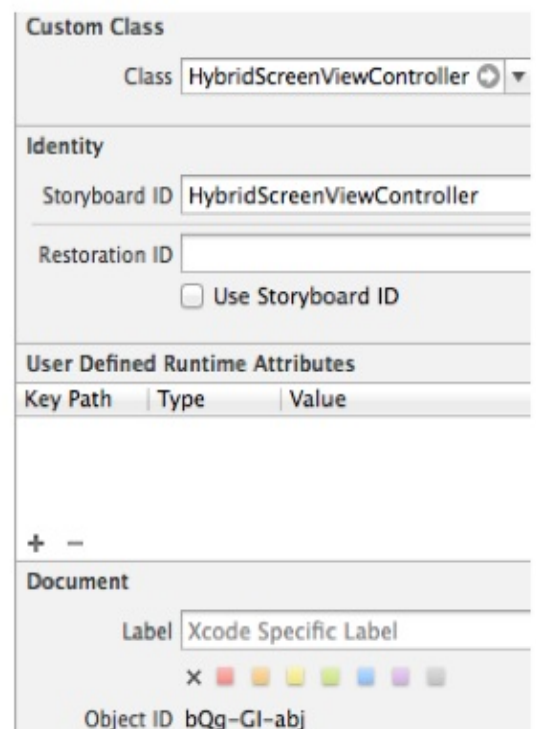 Custom Class
Class HybridScreenViewController
Identity
Storyboard ID HybridScreenViewController
Restoration ID
Use Storyboard ID
User Defined Runtime Attributes
Key Path Type Value
+ −
Document
Label Xcode Specific Label
Object ID bQg-GI-abj